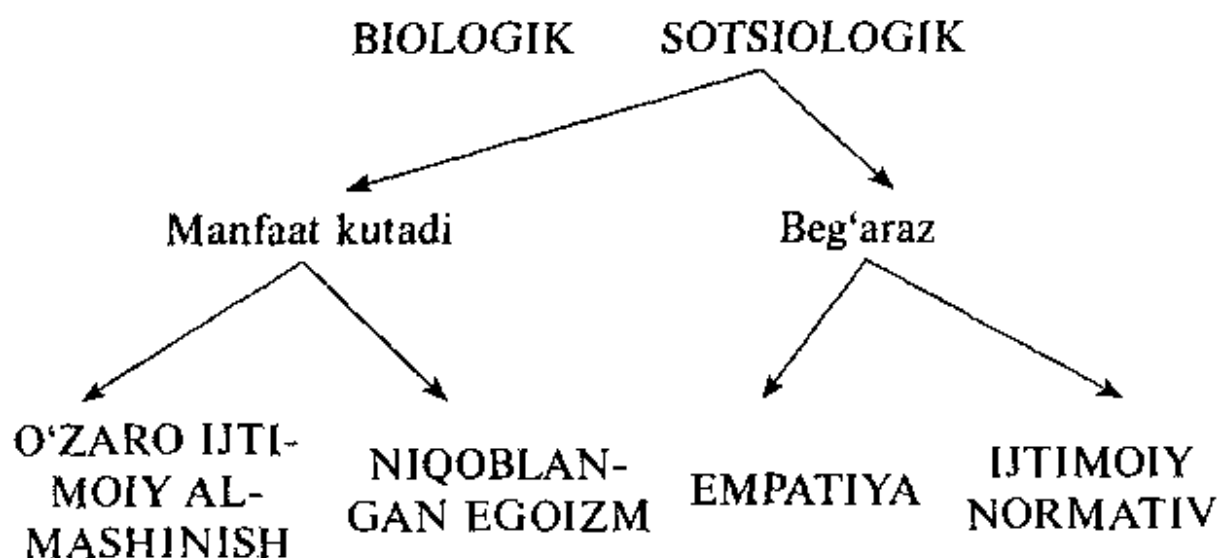 BIOLOGIK SOTSIOLOGIK
Manfaat kutadi
Beg‘araz
O‘ZARO IJTI-
MOIY AL-
MASHINISH
NIQOBLAN-
GAN EGOIZM
EMPATIYA
IJTIMOIY
NORMATIV